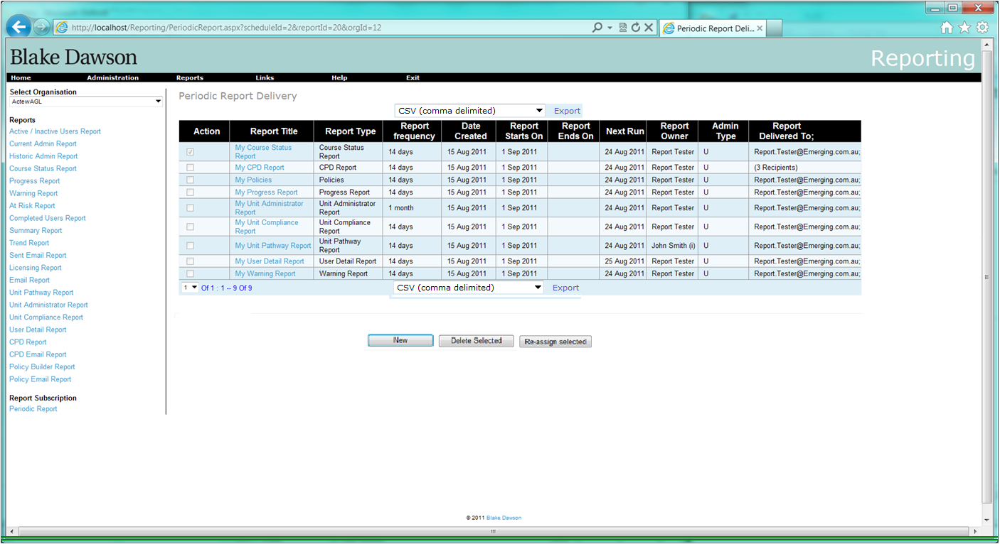 http://localhost/Reporting/PeriodicReport.aspx?scheduleId=2&reportId=20&orgId=12
Periodic Report Deli...
Blake Dawson
Reporting
Home Administration Reports Links Help Exit
Select Organisation
ActewAGL
Reports
Active / Inactive Users Report
Current Admin Report
Historic Admin Report
Course Status Report
Progress Report
Warning Report
At Risk Report
Completed Users Report
Summary Report
Trend Report
Sent Email Report
Licensing Report
Email Report
Unit Pathway Report
Unit Administrator Report
Unit Compliance Report
User Detail Report
CPD Report
CPD Email Report
Policy Builder Report
Policy Email Report
Report Subscription
Periodic Report
Periodic Report Delivery
CSV (comma delimited) Export
Action Report Title Report Type Report frequency Date Created Report Starts On Report Ends On Next Run Report Owner Admin Type Report Delivered To;
My Course Status Report Course Status Report 14 days 15 Aug 2011 1 Sep 2011 24 Aug 2011 Report Tester U Report.Tester@Emerging.com.au;
My CPD Report CPD Report 14 days 15 Aug 2011 1 Sep 2011 24 Aug 2011 Report Tester U (3 Recipients)
My Policies Policies 14 days 15 Aug 2011 1 Sep 2011 24 Aug 2011 Report Tester U Report.Tester@Emerging.com.au;
My Progress Report Progress Report 14 days 15 Aug 2011 1 Sep 2011 24 Aug 2011 Report Tester U Report.Tester@Emerging.com.au;
My Unit Administrator Report Unit Administrator Report 1 month 15 Aug 2011 1 Sep 2011 24 Aug 2011 Report Tester U Report.Tester@Emerging.com.au;
My Unit Compliance Report Unit Compliance Report 14 days 15 Aug 2011 1 Sep 2011 24 Aug 2011 Report Tester U Report.Tester@Emerging.com.au;
My Unit Pathway Report Unit Pathway Report 14 days 15 Aug 2011 1 Sep 2011 24 Aug 2011 John Smith (i) U Report.Tester@Emerging.com.au;
My User Detail Report User Detail Report 14 days 15 Aug 2011 1 Sep 2011 25 Aug 2011 Report Tester U Report.Tester@Emerging.com.au;
My Warning Report Warning Report 14 days 15 Aug 2011 1 Sep 2011 24 Aug 2011 Report Tester U Report.Tester@Emerging.com.au;
1 Of 1 : 1 -- 9 Of 9 CSV (comma delimited) Export
New Delete Selected Re-assign selected
© 2011 Blake Dawson